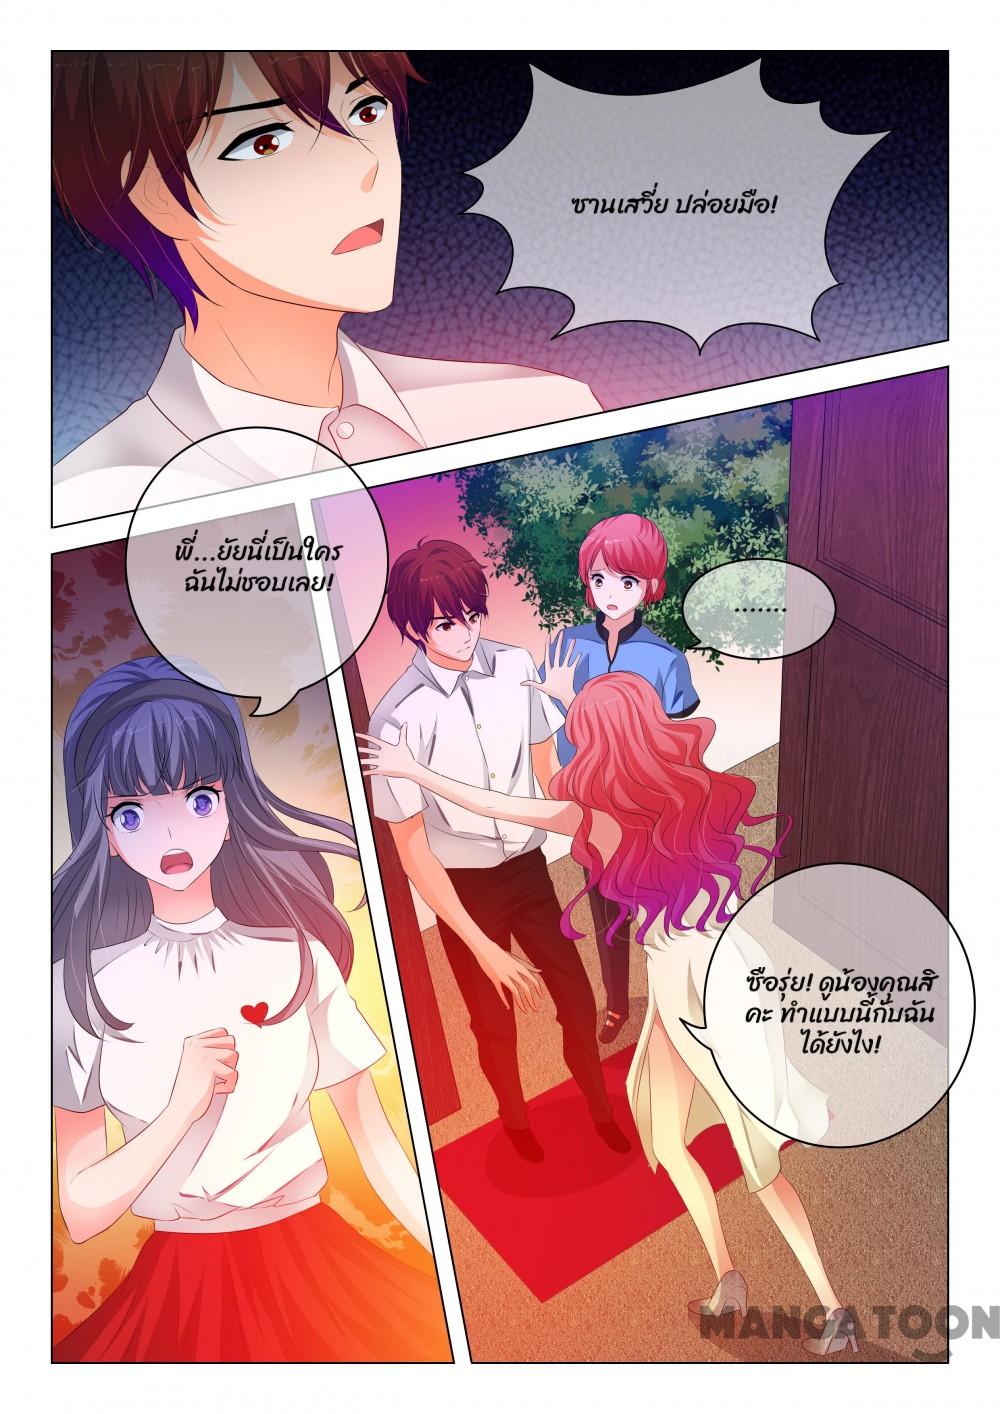 ซานเสวี่ย ปล่อยมือ!
พี่...ยัยนี่เป็นใคร
ฉันไม่ชอบเลย!
.......
ซือรุ่ย! ดูน้องคุณสิ
คะ ทำแบบนี้กับฉัน
ได้ยังไง!
MANGATOON